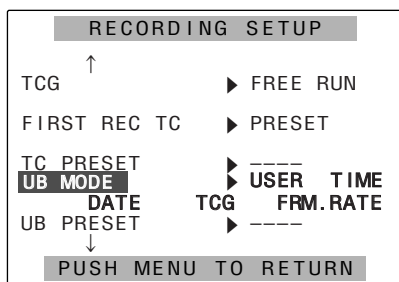 RECORDING SETUP
↑
TCG ▶ FREE RUN
FIRST REC TC ▶ PRESET
TC PRESET ▶ ----
UB MODE ▶ USER TIME
DATE TCG FRM.RATE
UB PRESET ▶ ----
↓
PUSH MENU TO RETURN